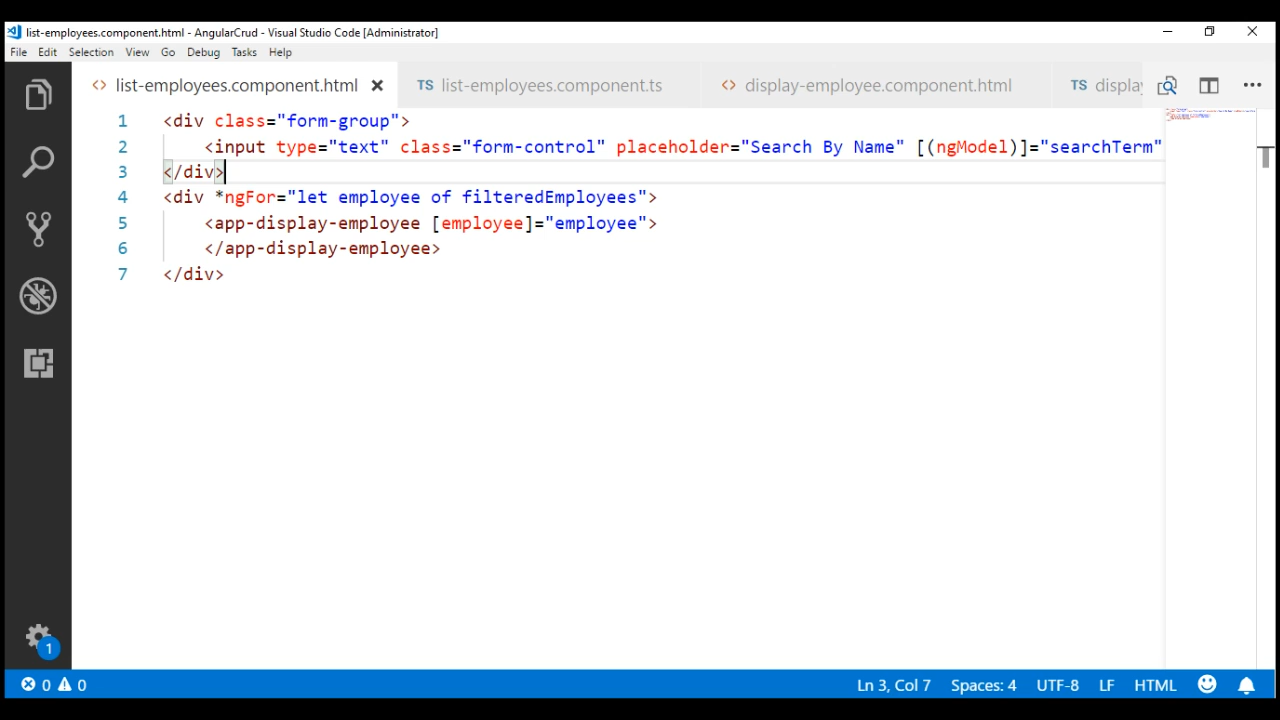 list-employees.component.html - AngularCrud - Visual Studio Code [Administrator]
File Edit Selection View Go Debug Tasks Help
<> list-employees.component.html TS list-employees.component.ts <> display-employee.component.html TS display
1 <div class="form-group">
2 <input type="text" class="form-control" placeholder="Search By Name" [(ngModel)]="searchTerm"
3 </div>
4 <div *ngFor="let employee of filteredEmployees">
5 <app-display-employee [employee]="employee">
6 </app-display-employee>
7 </div>
1
0 0 Ln 3, Col 7 Spaces: 4 UTF-8 LF HTML